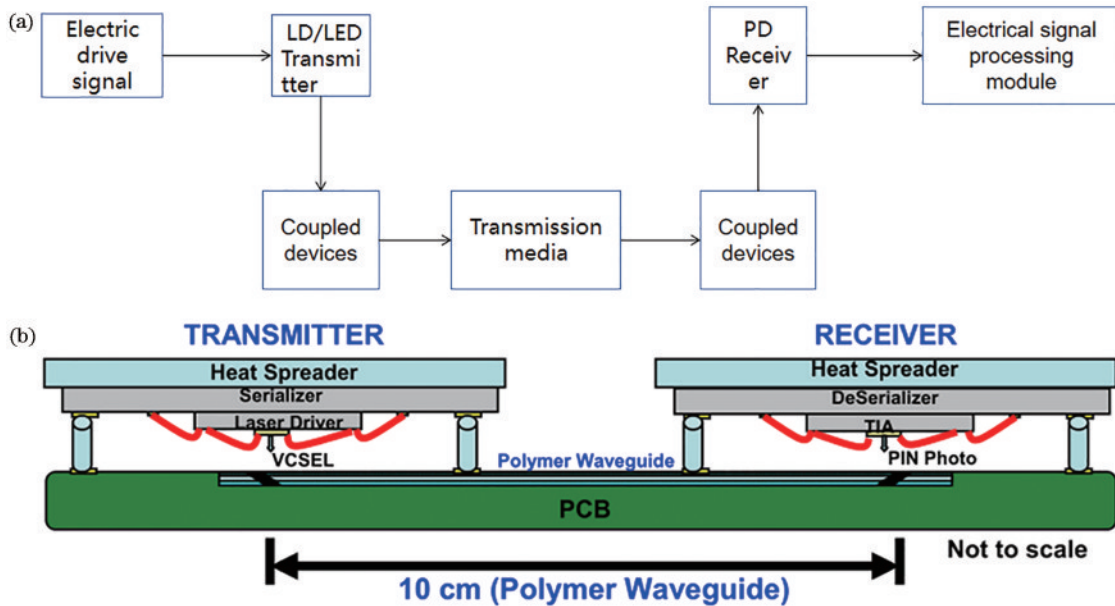 (a)
Electric
drive
signal
LD/LED
Transmi
tter
PD
Receiv
er
Electrical signal
processing
module
Coupled
devices
Transmission
media
Coupled
devices
(b)
TRANSMITTER
RECEIVER
Heat Spreader
Heat Spreader
Serializer
DeSerializer
Laser Driver
TIA
VCSEL
Polymer Waveguide
PIN Photo
PCB
Not to scale
10 cm (Polymer Waveguide)